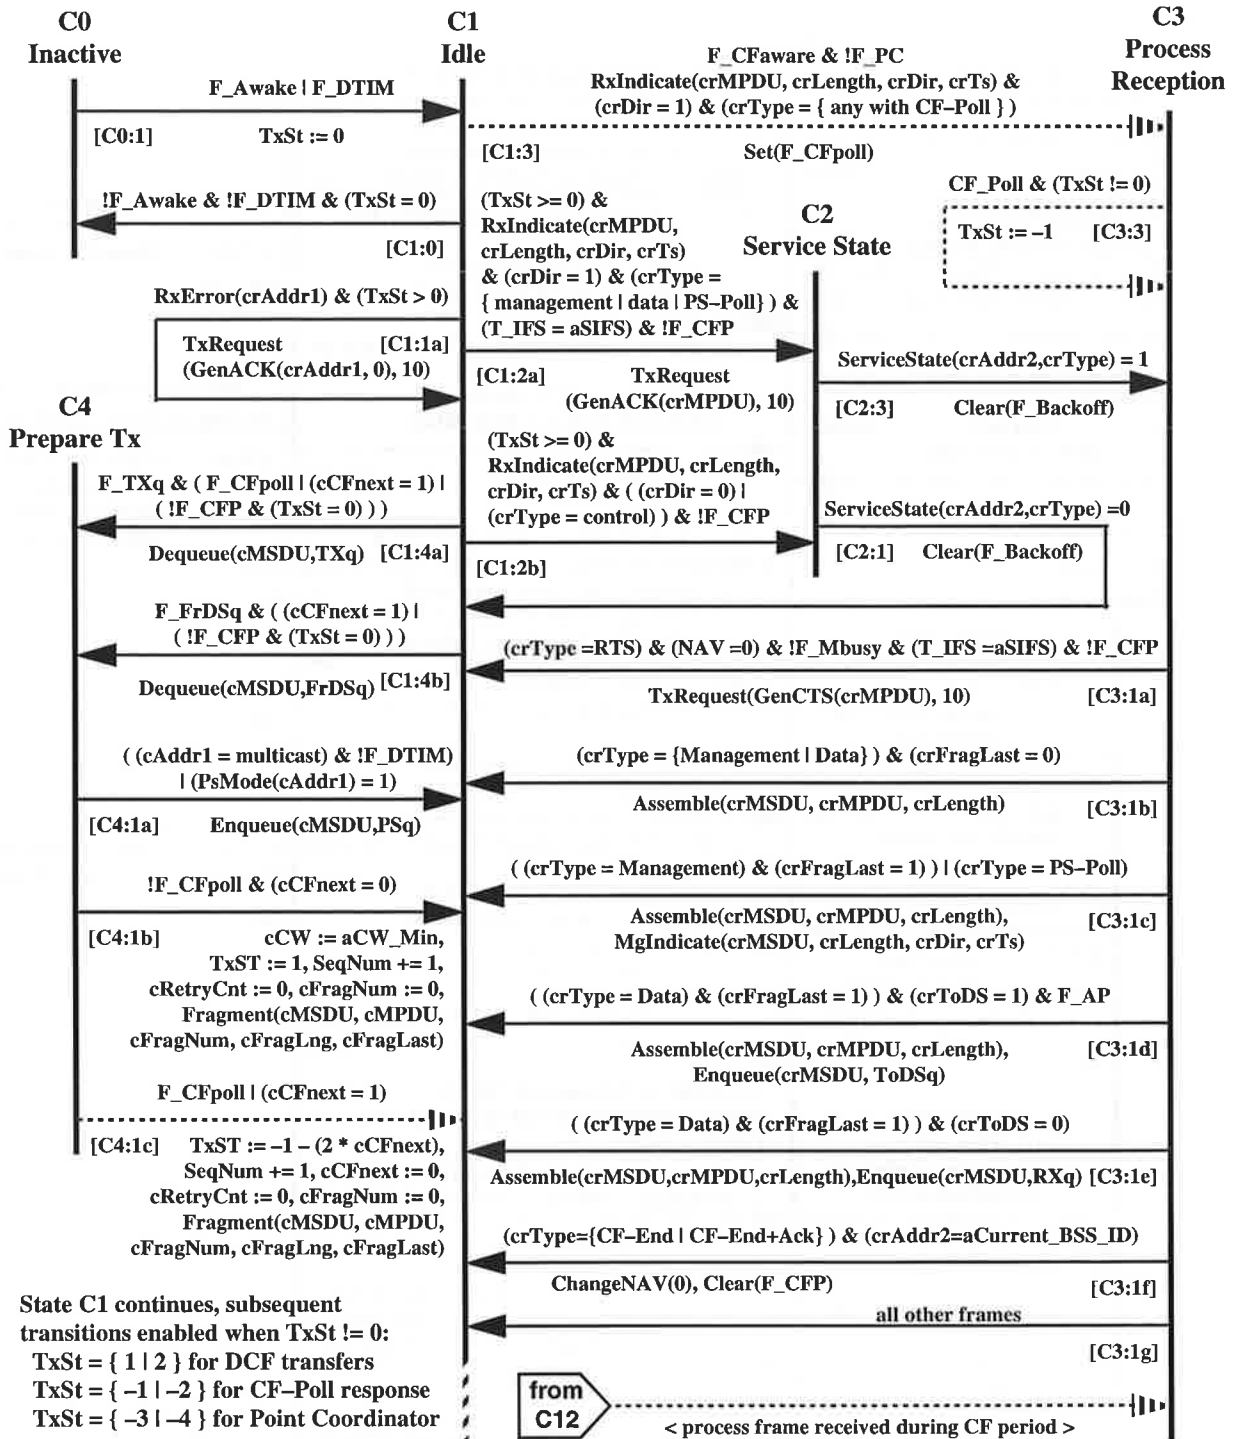 C0
Inactive
C1
Idle
C3
Process
Reception
F_Awake | F_DTIM
[C0:1] TxSt := 0
F_CFaware & !F_PC
RxIndicate(crMPDU, crLength, crDir, crTs) &
(crDir = 1) & (crType = { any with CF–Poll } )
[C1:3] Set(F_CFpoll)
!F_Awake & !F_DTIM & (TxSt = 0)
[C1:0]
(TxSt >= 0) &
RxIndicate(crMPDU,
crLength, crDir, crTs)
& (crDir = 1) & (crType =
{ management | data | PS–Poll} ) &
(T_IFS = aSIFS) & !F_CFP
[C1:2a] TxRequest
(GenACK(crMPDU), 10)
C2
Service State
CF_Poll & (TxSt != 0)
TxSt := –1 [C3:3]
RxError(crAddr1) & (TxSt > 0)
TxRequest [C1:1a]
(GenACK(crAddr1, 0), 10)
ServiceState(crAddr2,crType) = 1
[C2:3] Clear(F_Backoff)
C4
Prepare Tx
(TxSt >= 0) &
RxIndicate(crMPDU, crLength,
crDir, crTs) & ( (crDir = 0) |
(crType = control) ) & !F_CFP
[C1:2b]
F_TXq & ( F_CFpoll | (cCFnext = 1) |
( !F_CFP & (TxSt = 0) ) )
Dequeue(cMSDU,TXq) [C1:4a]
ServiceState(crAddr2,crType) =0
[C2:1] Clear(F_Backoff)
F_FrDSq & ( (cCFnext = 1) |
( !F_CFP & (TxSt = 0) ) )
Dequeue(cMSDU,FrDSq) [C1:4b]
(crType =RTS) & (NAV =0) & !F_Mbusy & (T_IFS =aSIFS) & !F_CFP
TxRequest(GenCTS(crMPDU), 10) [C3:1a]
( (cAddr1 = multicast) & !F_DTIM)
| (PsMode(cAddr1) = 1)
[C4:1a] Enqueue(cMSDU,PSq)
(crType = {Management | Data} ) & (crFragLast = 0)
Assemble(crMSDU, crMPDU, crLength) [C3:1b]
!F_CFpoll & (cCFnext = 0)
[C4:1b] cCW := aCW_Min,
TxST := 1, SeqNum += 1,
cRetryCnt := 0, cFragNum := 0,
Fragment(cMSDU, cMPDU,
cFragNum, cFragLng, cFragLast)
( (crType = Management) & (crFragLast = 1) ) | (crType = PS–Poll)
Assemble(crMSDU, crMPDU, crLength), [C3:1c]
MgIndicate(crMSDU, crLength, crDir, crTs)
( (crType = Data) & (crFragLast = 1) ) & (crToDS = 1) & F_AP
Assemble(crMSDU, crMPDU, crLength), [C3:1d]
Enqueue(crMSDU, ToDSq)
F_CFpoll | (cCFnext = 1)
[C4:1c] TxST := –1 – (2 * cCFnext),
SeqNum += 1, cCFnext := 0,
cRetryCnt := 0, cFragNum := 0,
Fragment(cMSDU, cMPDU,
cFragNum, cFragLng, cFragLast)
( (crType = Data) & (crFragLast = 1) ) & (crToDS = 0)
Assemble(crMSDU,crMPDU,crLength),Enqueue(crMSDU,RXq) [C3:1e]
(crType={CF–End | CF–End+Ack} ) & (crAddr2=aCurrent_BSS_ID)
ChangeNAV(0), Clear(F_CFP) [C3:1f]
all other frames
[C3:1g]
State C1 continues, subsequent
transitions enabled when TxSt != 0:
TxSt = { 1 | 2 } for DCF transfers
TxSt = { –1 | –2 } for CF–Poll response
TxSt = { –3 | –4 } for Point Coordinator
from
C12
< process frame received during CF period >